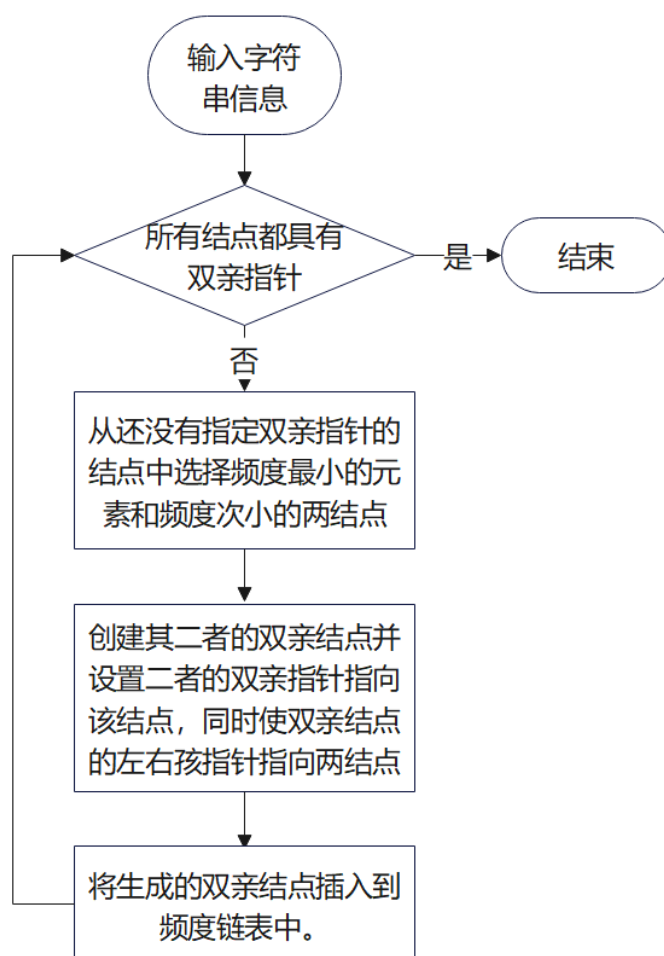 输入字符
串信息
所有结点都具有
双亲指针
是
结束
否
从还没有指定双亲指针的
结点中选择频度最小的元
素和频度次小的两结点
创建其二者的双亲结点并
设置二者的双亲指针指向
该结点，同时使双亲结点
的左右孩指针指向两结点
将生成的双亲结点插入到
频度链表中。